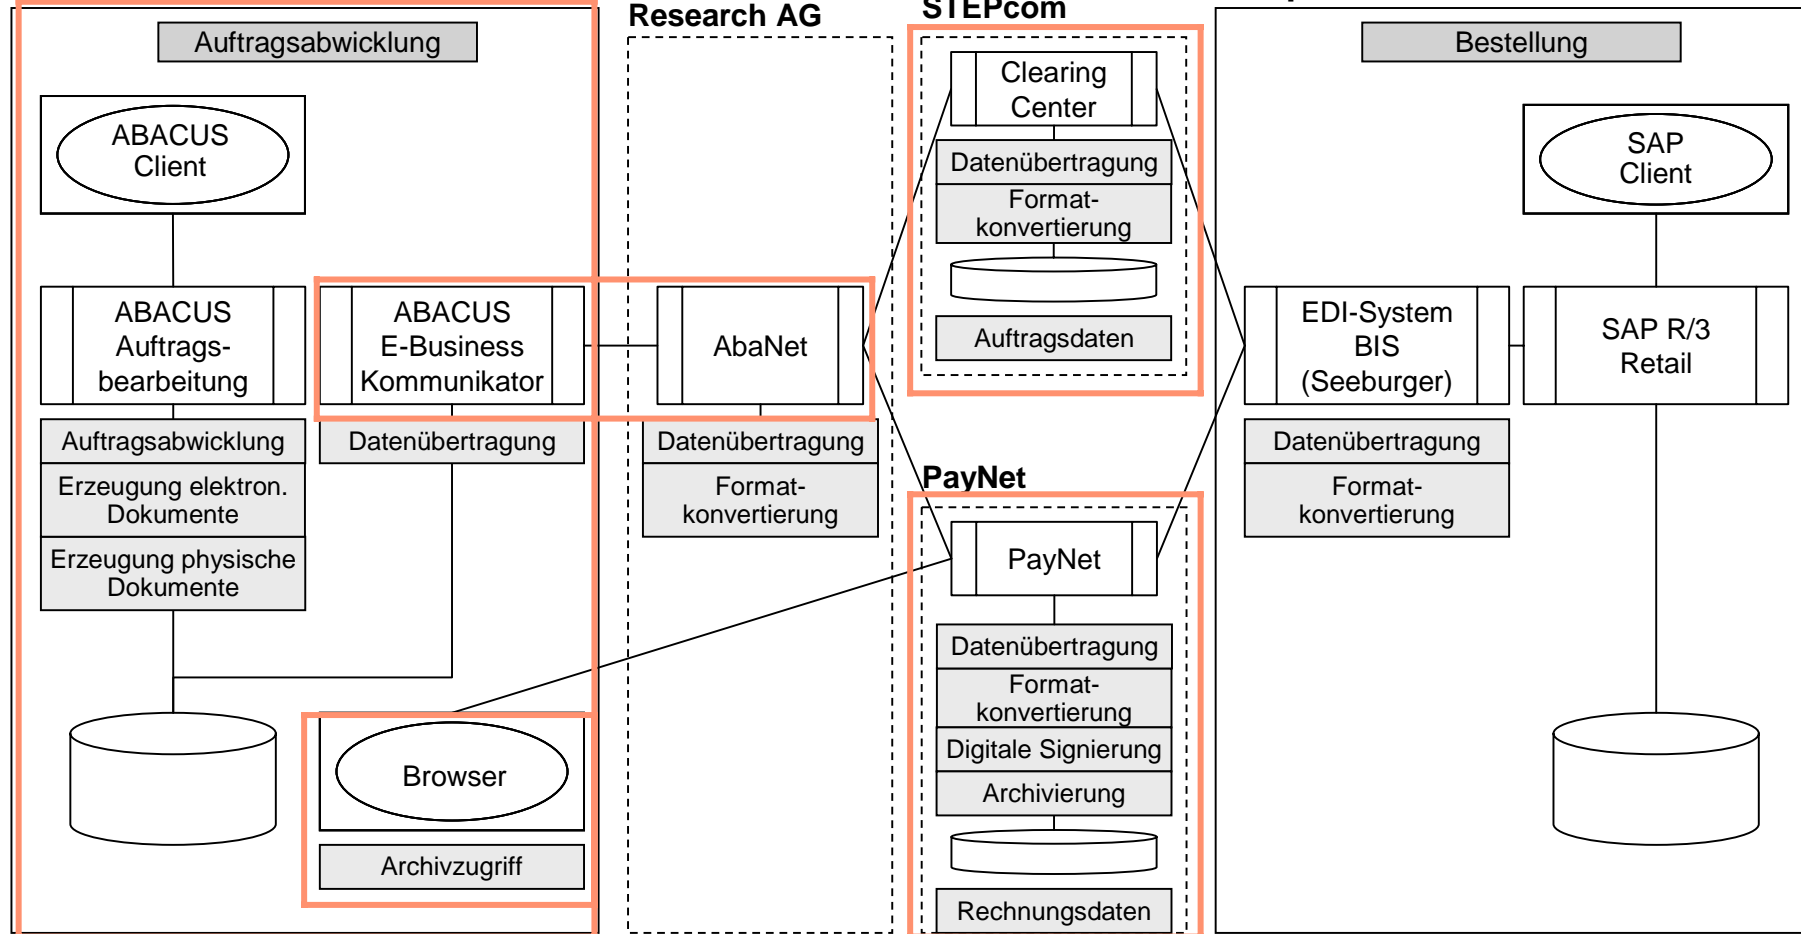 Research AG
STEPcom
Auftragsabwicklung
Bestellung
ABACUS
Client
Clearing
Center
Datenübertragung
Format-
konvertierung
Auftragsdaten
SAP
Client
ABACUS
Auftrags-
bearbeitung
ABACUS
E-Business
Kommunikator
AbaNet
EDI-System
BIS
(Seeburger)
SAP R/3
Retail
Auftragsabwicklung
Erzeugung elektron.
Dokumente
Erzeugung physische
Dokumente
Datenübertragung
Datenübertragung
Format-
konvertierung
Datenübertragung
Format-
konvertierung
PayNet
PayNet
Datenübertragung
Format-
konvertierung
Digitale Signierung
Archivierung
Rechnungsdaten
Browser
Archivzugriff